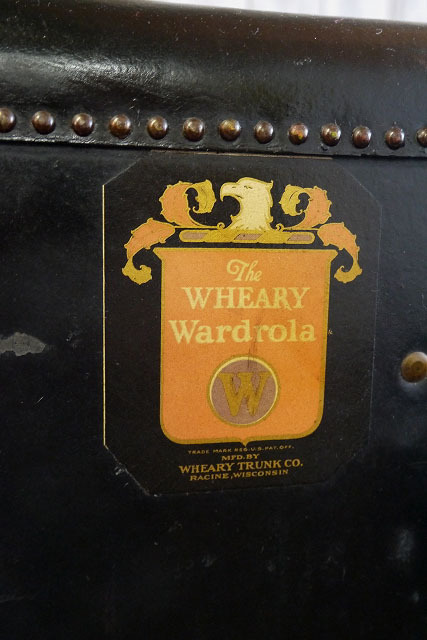 The
WHEARY
Wardrola
W
TRADE MARK REG. U.S. PAT. OFF.
MFD. BY
WHEARY TRUNK CO.
RACINE, WISCONSIN